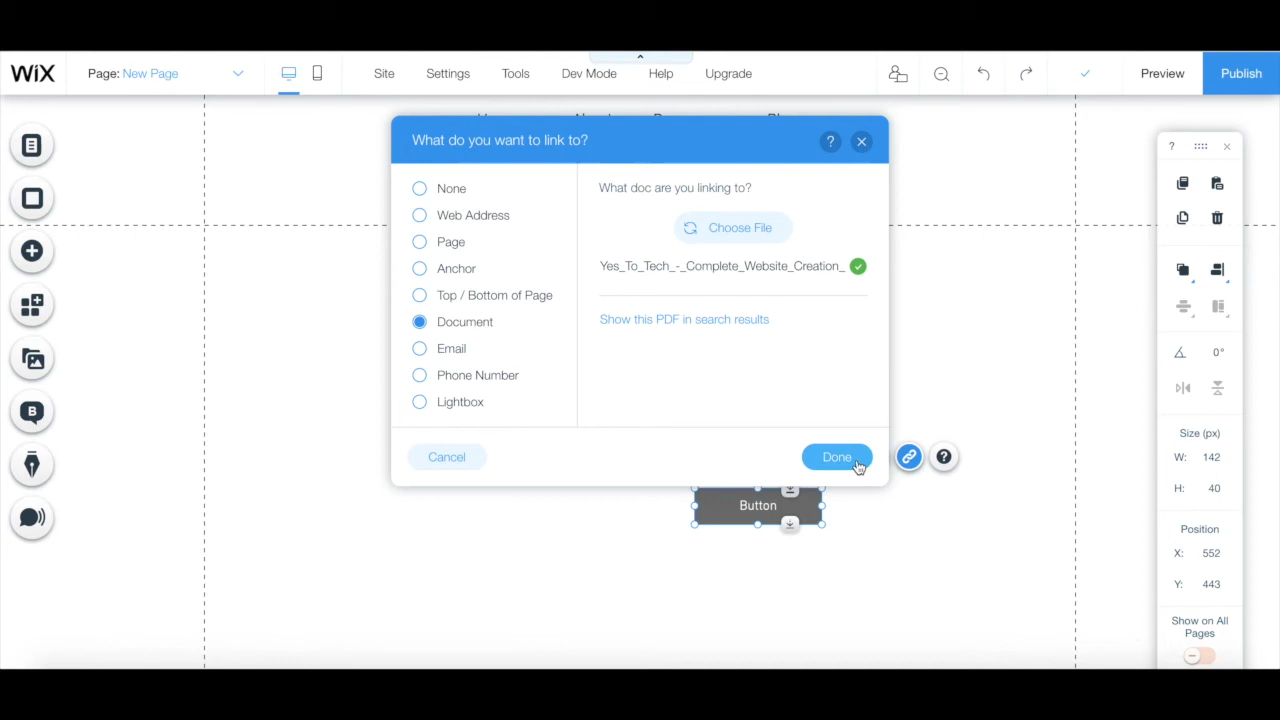 WiX
Page: New Page
Site
Settings
Tools
Dev Mode
Help
Upgrade
Preview
Publish
What do you want to link to?
?
None
Web Address
Page
Anchor
Top / Bottom of Page
Document
Email
Phone Number
Lightbox
What doc are you linking to?
Choose File
Yes_To_Tech_-_Complete_Website_Creation_
Show this PDF in search results
Cancel
Done
?
Button
B
?
0°
Size (px)
W: 142
H: 40
Position
X: 552
Y: 443
Show on All
Pages